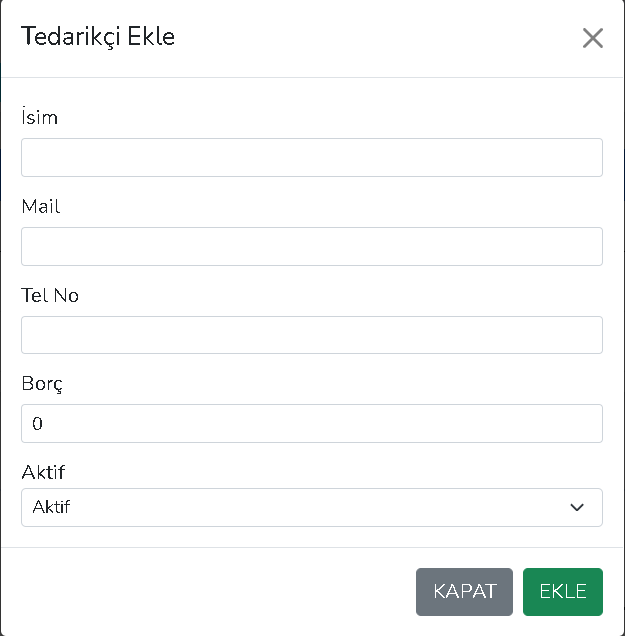 Tedarikçi Ekle
İsim
Mail
Tel No
Borç
0
Aktif
Aktif
KAPAT EKLE